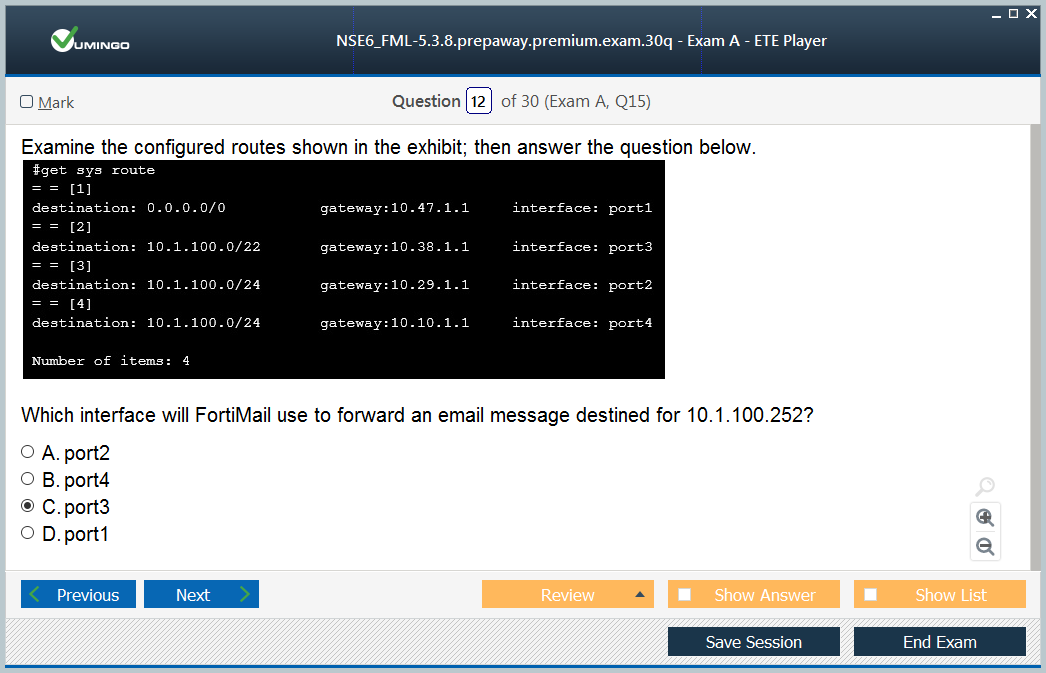 VUMINGO
NSE6_FML-5.3.8.prepaway.premium.exam.30q - Exam A - ETE Player
Mark
Question 12 of 30 (Exam A, Q15)
Examine the configured routes shown in the exhibit; then answer the question below.
#get sys route
= = [1]
destination: 0.0.0.0/0 gateway:10.47.1.1 interface: port1
= = [2]
destination: 10.1.100.0/22 gateway:10.38.1.1 interface: port3
= = [3]
destination: 10.1.100.0/24 gateway:10.29.1.1 interface: port2
= = [4]
destination: 10.1.100.0/24 gateway:10.10.1.1 interface: port4
Number of items: 4
Which interface will FortiMail use to forward an email message destined for 10.1.100.252?
A. port2
B. port4
C. port3
D. port1
Previous Next Review Show Answer Show List
Save Session End Exam